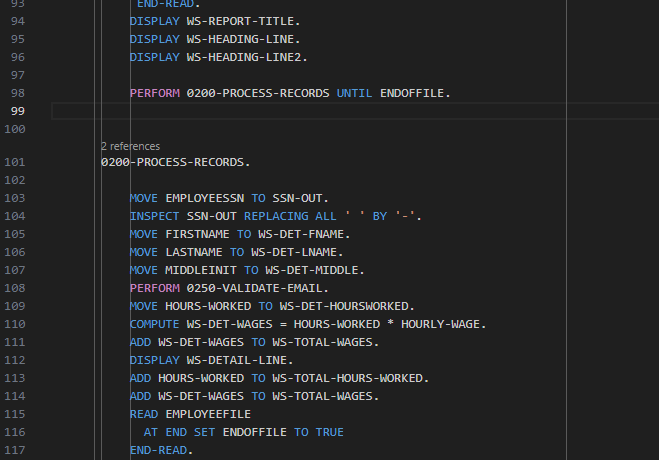 93 END-READ.
94 DISPLAY WS-REPORT-TITLE.
95 DISPLAY WS-HEADING-LINE.
96 DISPLAY WS-HEADING-LINE2.
97
98 PERFORM 0200-PROCESS-RECORDS UNTIL ENDOFFILE.
99
100
2 references
101 0200-PROCESS-RECORDS.
102
103 MOVE EMPLOYEESSN TO SSN-OUT.
104 INSPECT SSN-OUT REPLACING ALL ' ' BY '-'.
105 MOVE FIRSTNAME TO WS-DET-FNAME.
106 MOVE LASTNAME TO WS-DET-LNAME.
107 MOVE MIDDLEINIT TO WS-DET-MIDDLE.
108 PERFORM 0250-VALIDATE-EMAIL.
109 MOVE HOURS-WORKED TO WS-DET-HOURSWORKED.
110 COMPUTE WS-DET-WAGES = HOURS-WORKED * HOURLY-WAGE.
111 ADD WS-DET-WAGES TO WS-TOTAL-WAGES.
112 DISPLAY WS-DETAIL-LINE.
113 ADD HOURS-WORKED TO WS-TOTAL-HOURS-WORKED.
114 ADD WS-DET-WAGES TO WS-TOTAL-WAGES.
115 READ EMPLOYEEFILE
116 AT END SET ENDOFFILE TO TRUE
117 END-READ.